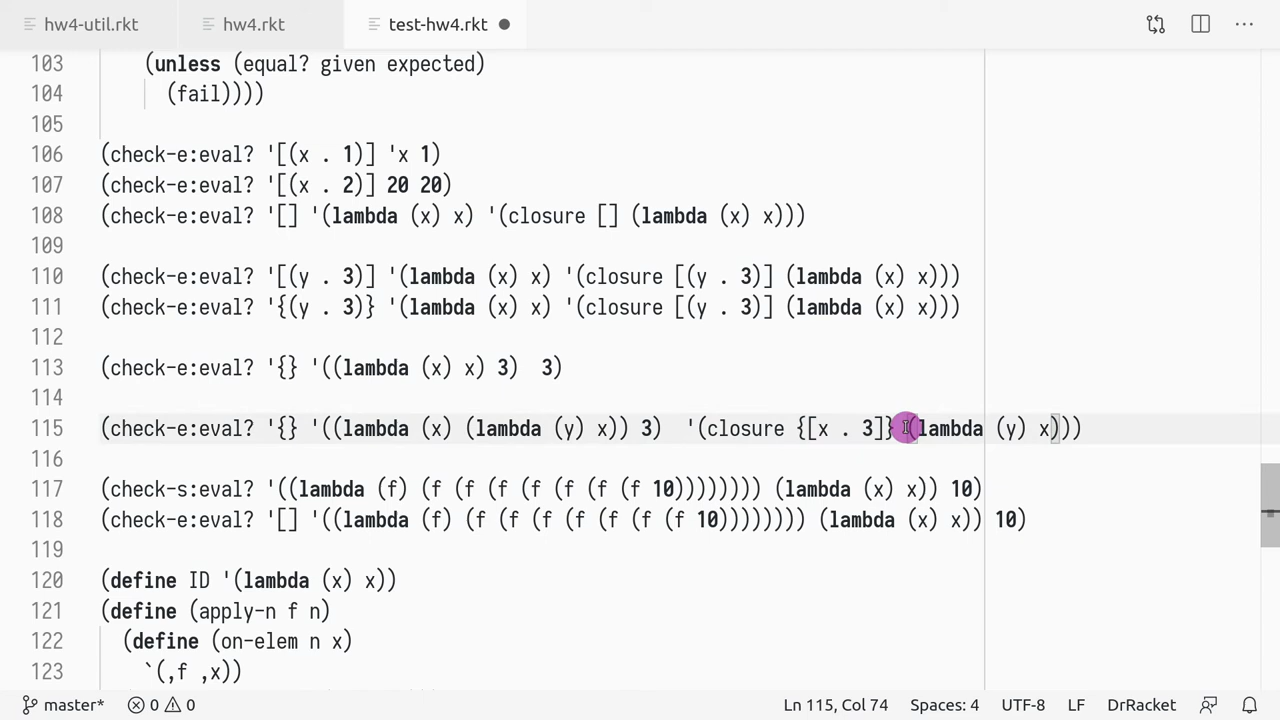 hw4-util.rkt hw4.rkt test-hw4.rkt
103 (unless (equal? given expected)
104 (fail))))
105
106 (check-e:eval? '[(x . 1)] 'x 1)
107 (check-e:eval? '[(x . 2)] 20 20)
108 (check-e:eval? '[] '(lambda (x) x) '(closure [] (lambda (x) x)))
109
110 (check-e:eval? '[(y . 3)] '(lambda (x) x) '(closure [(y . 3)] (lambda (x) x)))
111 (check-e:eval? '{(y . 3)} '(lambda (x) x) '(closure [(y . 3)] (lambda (x) x)))
112
113 (check-e:eval? '{} '((lambda (x) x) 3) 3)
114
115 (check-e:eval? '{} '((lambda (x) (lambda (y) x)) 3) '(closure {[x . 3]} (lambda (y) x)))
116
117 (check-s:eval? '((lambda (f) (f (f (f (f (f (f (f 10)))))))) (lambda (x) x)) 10)
118 (check-e:eval? '[] '((lambda (f) (f (f (f (f (f (f (f 10)))))))) (lambda (x) x)) 10)
119
120 (define ID '(lambda (x) x))
121 (define (apply-n f n)
122 (define (on-elem n x)
123 `(,f ,x))
master* 0 0 Ln 115, Col 74 Spaces: 4 UTF-8 LF DrRacket